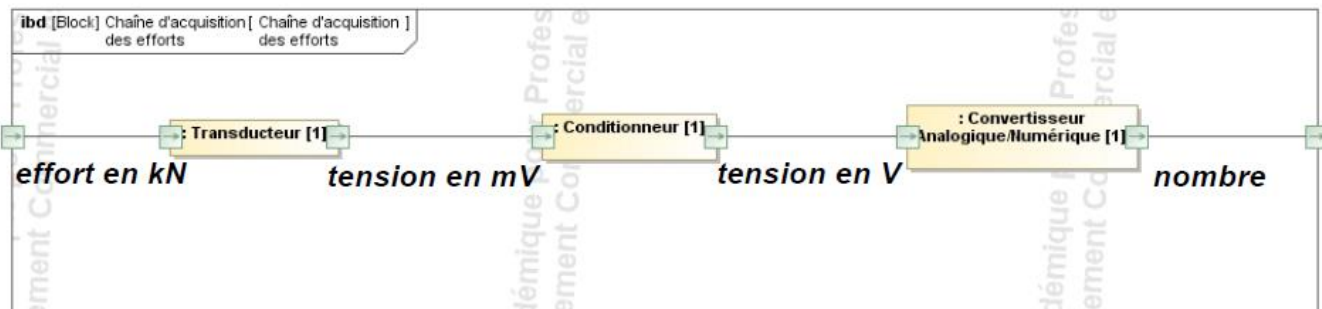 ibd [Block] Chaîne d'acquisition [ Chaîne d'acquisition ]
des efforts des efforts
: Transducteur [1]
: Conditionneur [1]
: Convertisseur
Analogique/Numérique [1]
effort en kN
tension en mV
tension en V
nombre